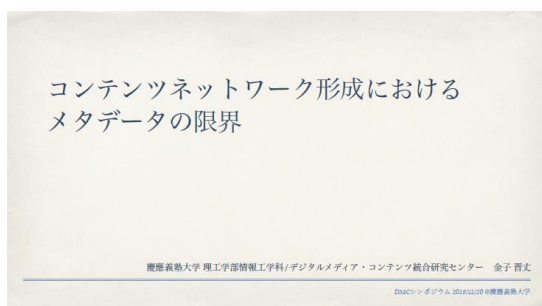 コンテンツネットワーク形成における
メタデータの限界
慶應義塾大学 理工学部情報工学科/デジタルメディア・コンテンツ統合研究センター 金子 晋丈
DMCシンポジウム 2018/11/20 @慶應義塾大学